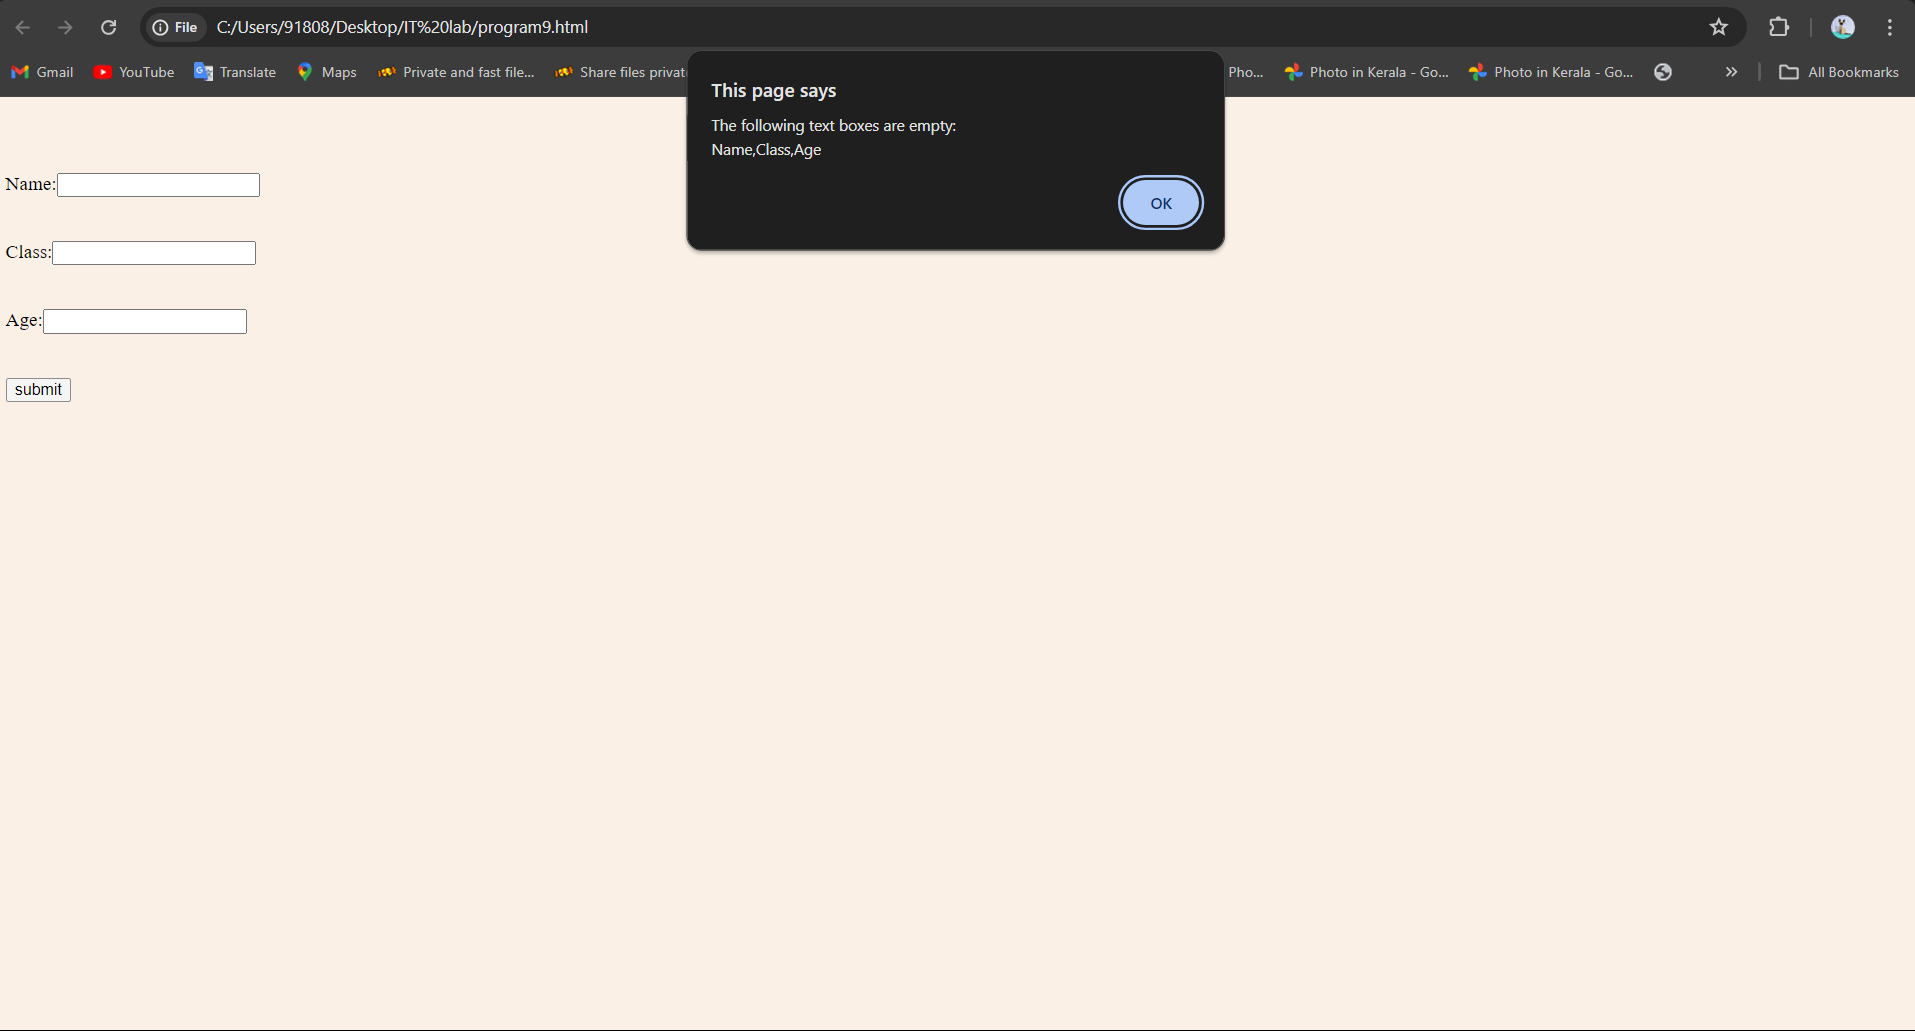 File C:/Users/91808/Desktop/IT%20lab/program9.html
Gmail YouTube Translate Maps Private and fast file... Share files privat Pho... Photo in Kerala - Go... Photo in Kerala - Go... » All Bookmarks
This page says
The following text boxes are empty:
Name,Class,Age
OK
Name:
Class:
Age:
submit